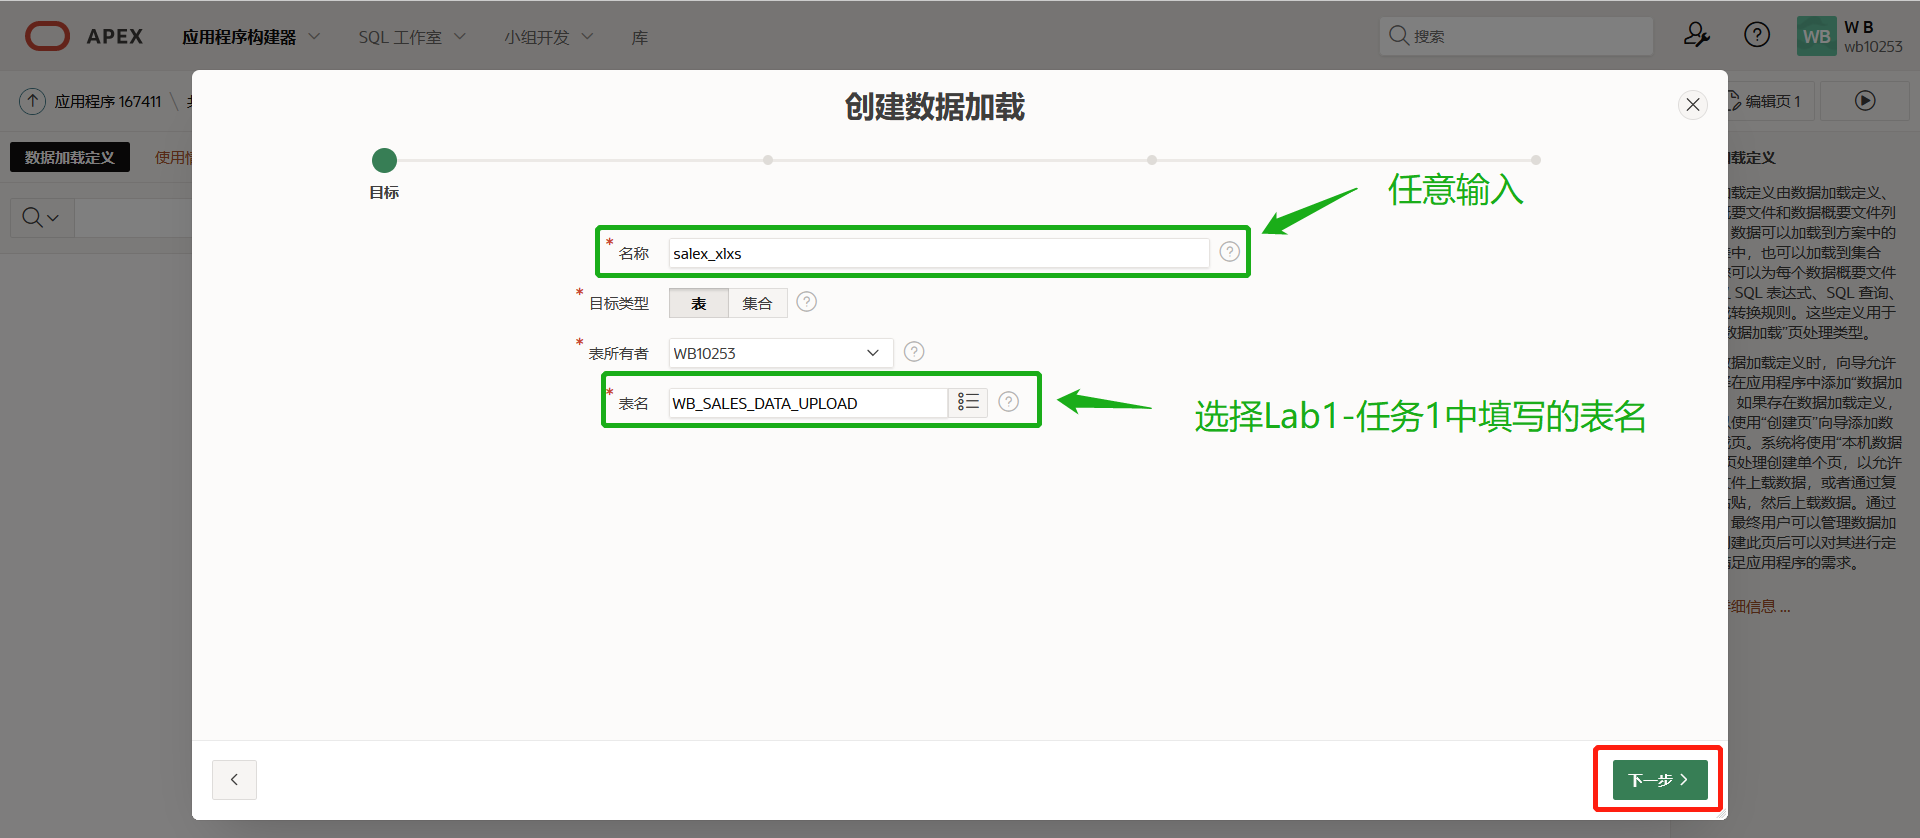 APEX
应用程序构建器
SQL 工作室
小组开发
库
搜索
WB
W B
wb10253
应用程序 167411
编辑页 1
数据加载定义
使用
创建数据加载
目标
任意输入
* 名称
salex_xlxs
* 目标类型
表
集合
* 表所有者
WB10253
* 表名
WB_SALES_DATA_UPLOAD
选择Lab1-任务1中填写的表名
下一步
载定义
载定义由数据加载定义、
要文件和数据概要文件列
数据可以加载到方案中的
中，也可以加载到集合
可以为每个数据概要文件
SQL 表达式、SQL 查询、
转换规则。这些定义用于
数据加载”页处理类型。
据加载定义时，向导允许
在应用程序中添加“数据加
如果存在数据加载定义，
使用“创建页”向导添加数
页。系统将使用“本机数据
页处理创建单个页，以允许
件上载数据，或者通过复
贴，然后上载数据。通过
最终用户可以管理数据加
建此页后可以对其进行定
足应用程序的需求。
细信息 ...